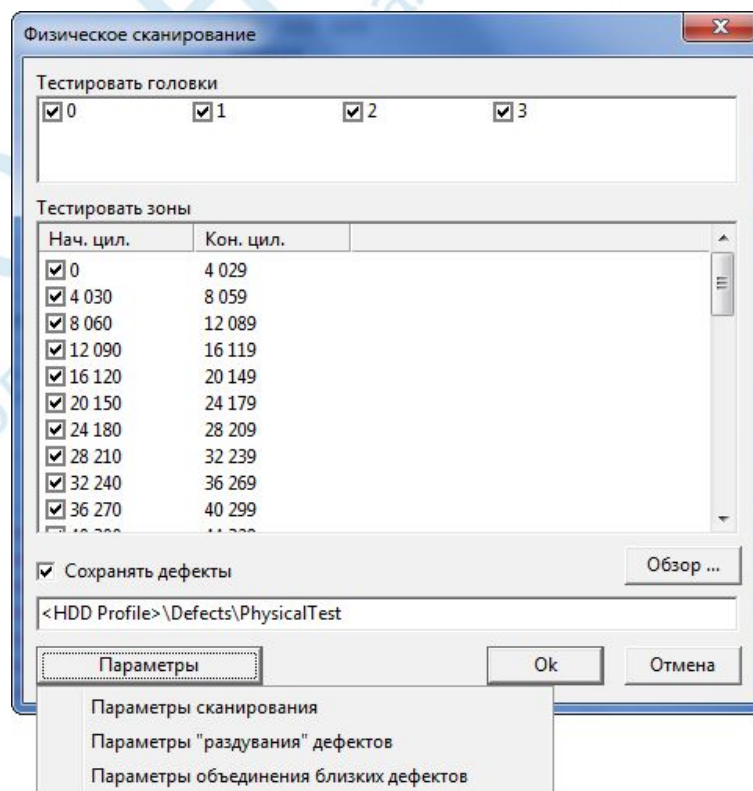 Физическое сканирование
Тестировать головки
0 1 2 3
Тестировать зоны
Нач. цил. Кон. цил.
0 4 029
4 030 8 059
8 060 12 089
12 090 16 119
16 120 20 149
20 150 24 179
24 180 28 209
28 210 32 239
32 240 36 269
36 270 40 299
Сохранять дефекты Обзор ...
<HDD Profile>\Defects\PhysicalTest
Параметры Ok Отмена
Параметры сканирования
Параметры "раздувания" дефектов
Параметры объединения близких дефектов